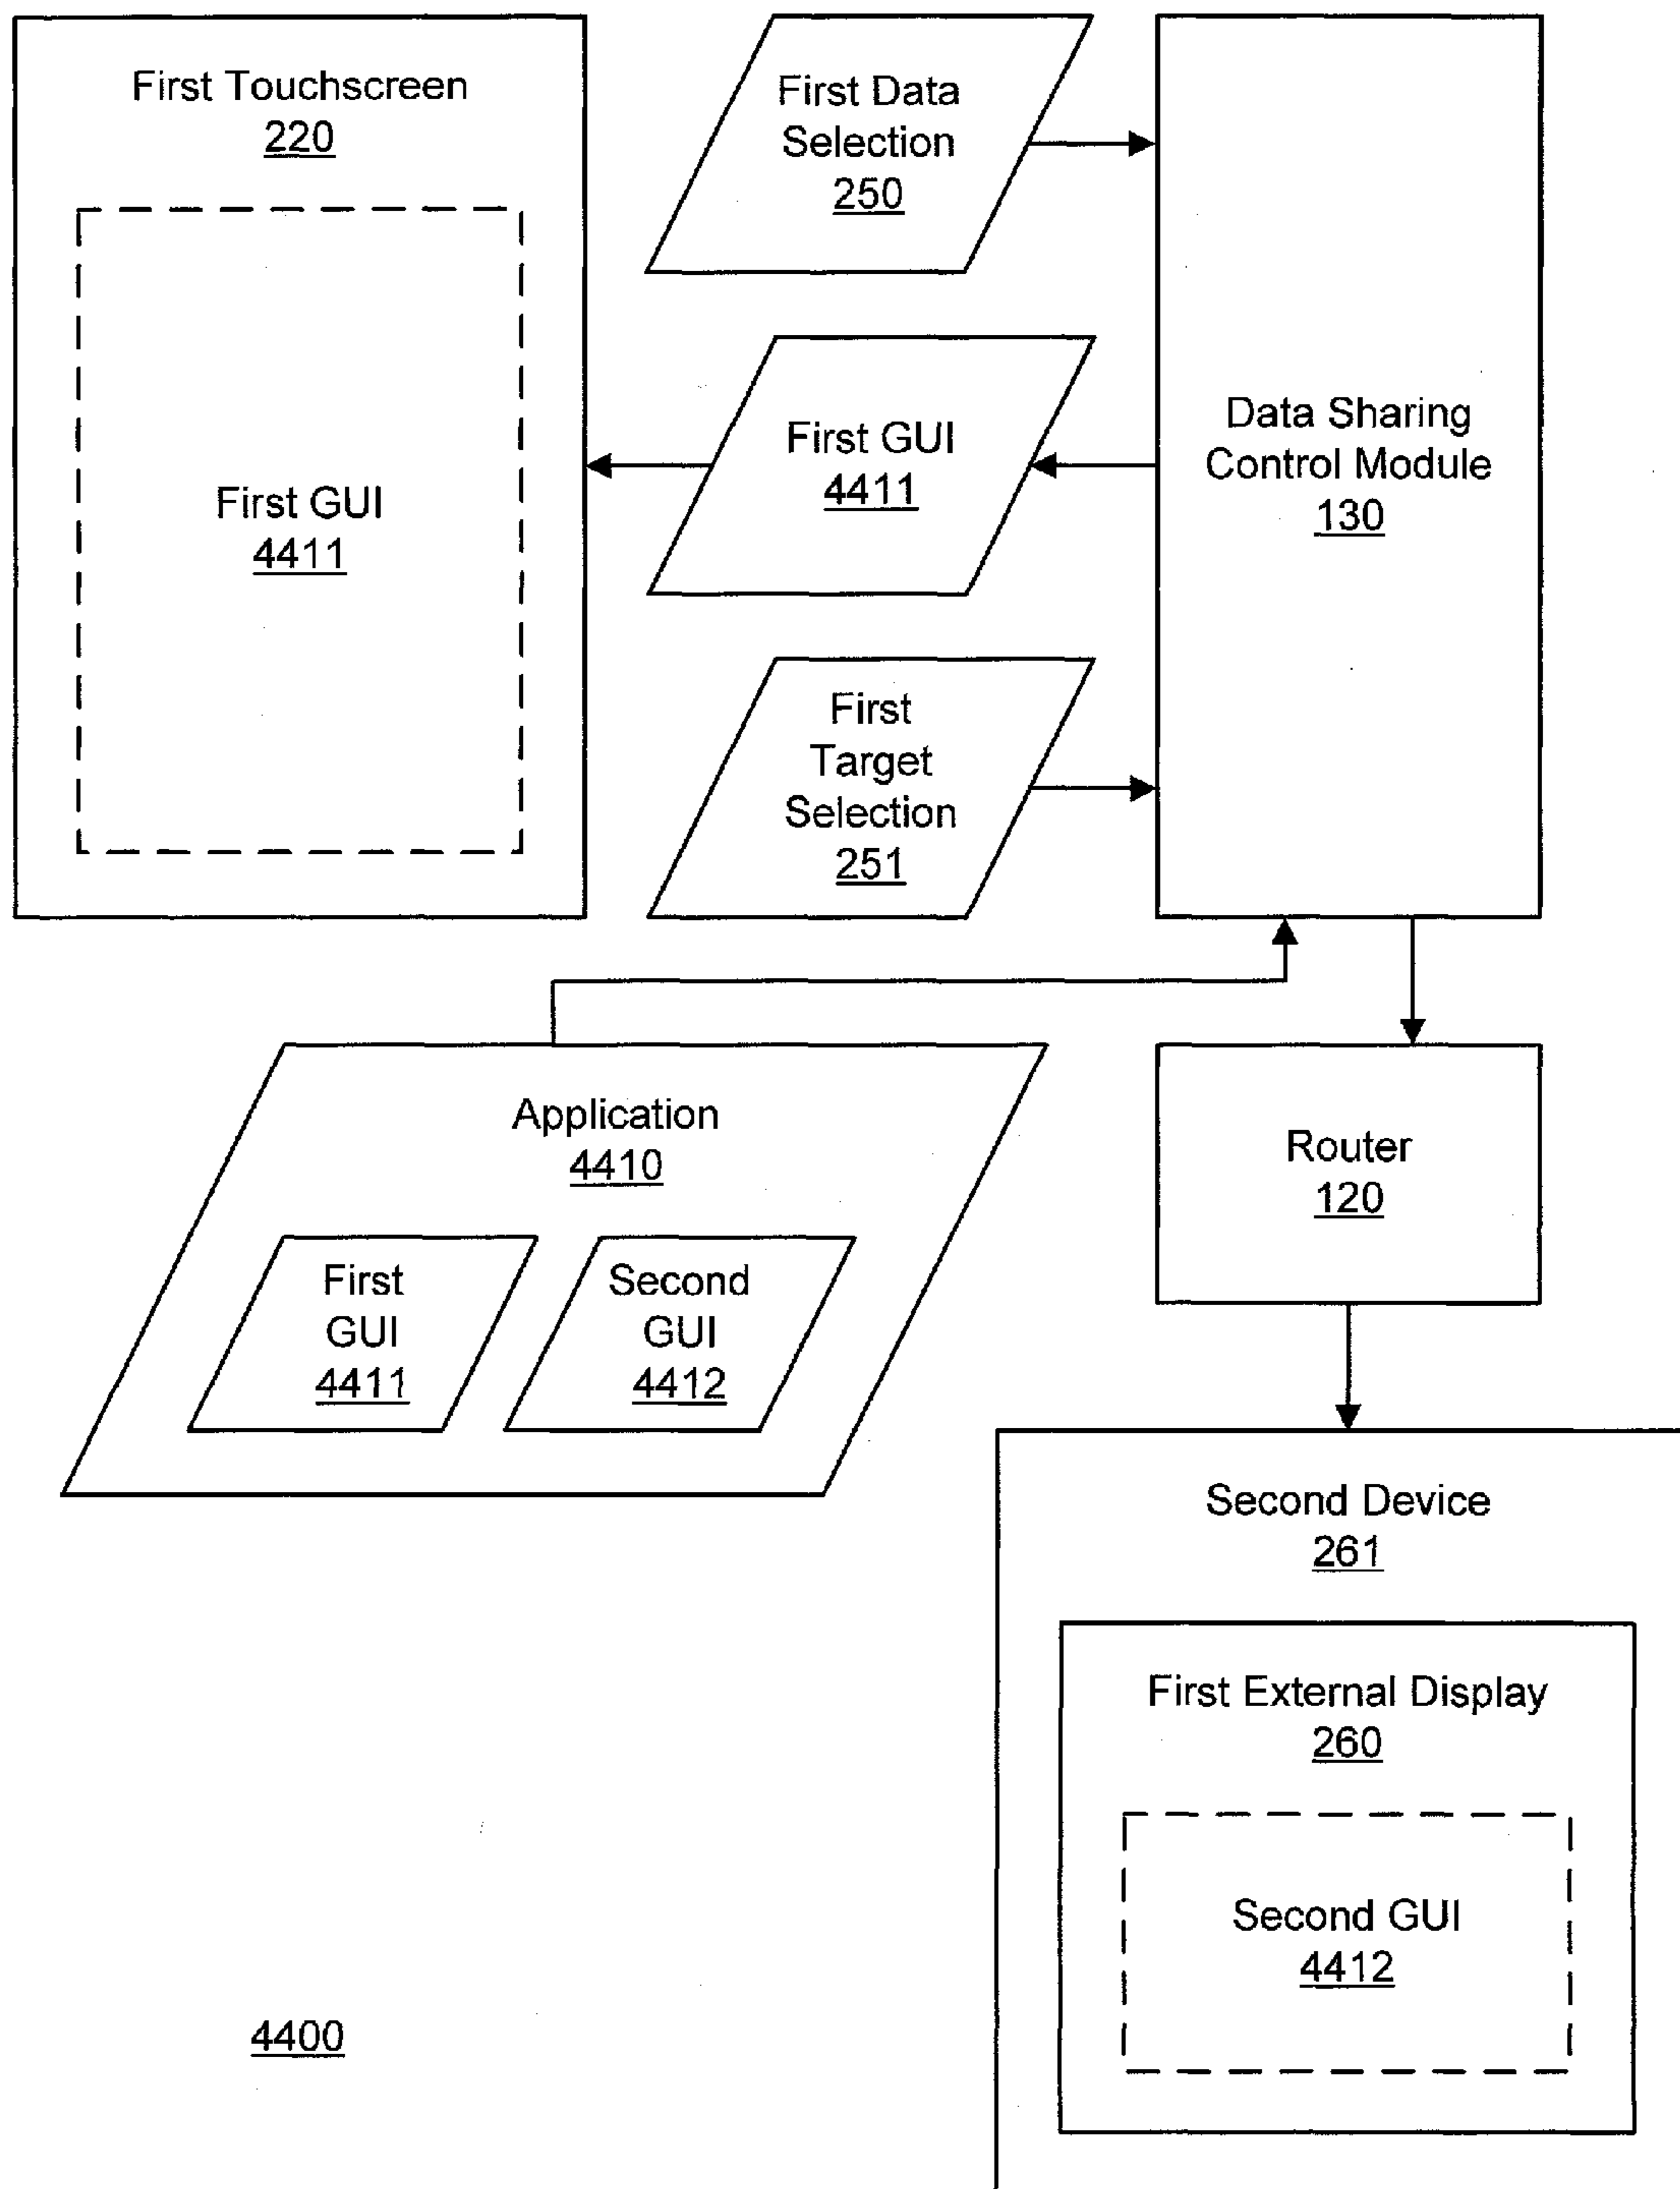 First Touchscreen
220
First GUI
4411
First Data
Selection
250
First GUI
4411
First
Target
Selection
251
Data Sharing
Control Module
130
Application
4410
First
GUI
4411
Second
GUI
4412
Router
120
Second Device
261
First External Display
260
Second GUI
4412
4400